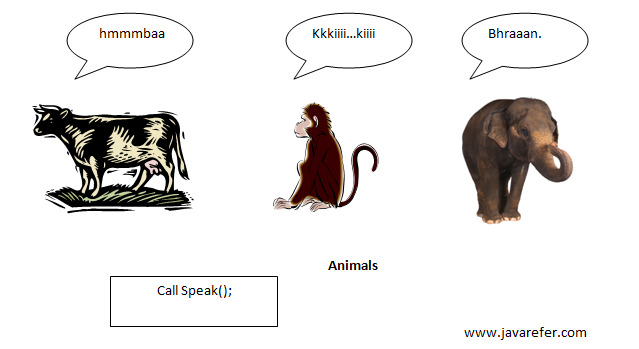 hmmmbaa
Kkkiiii...kiiii
Bhraaan.
Animals
Call Speak();
www.javarefer.com